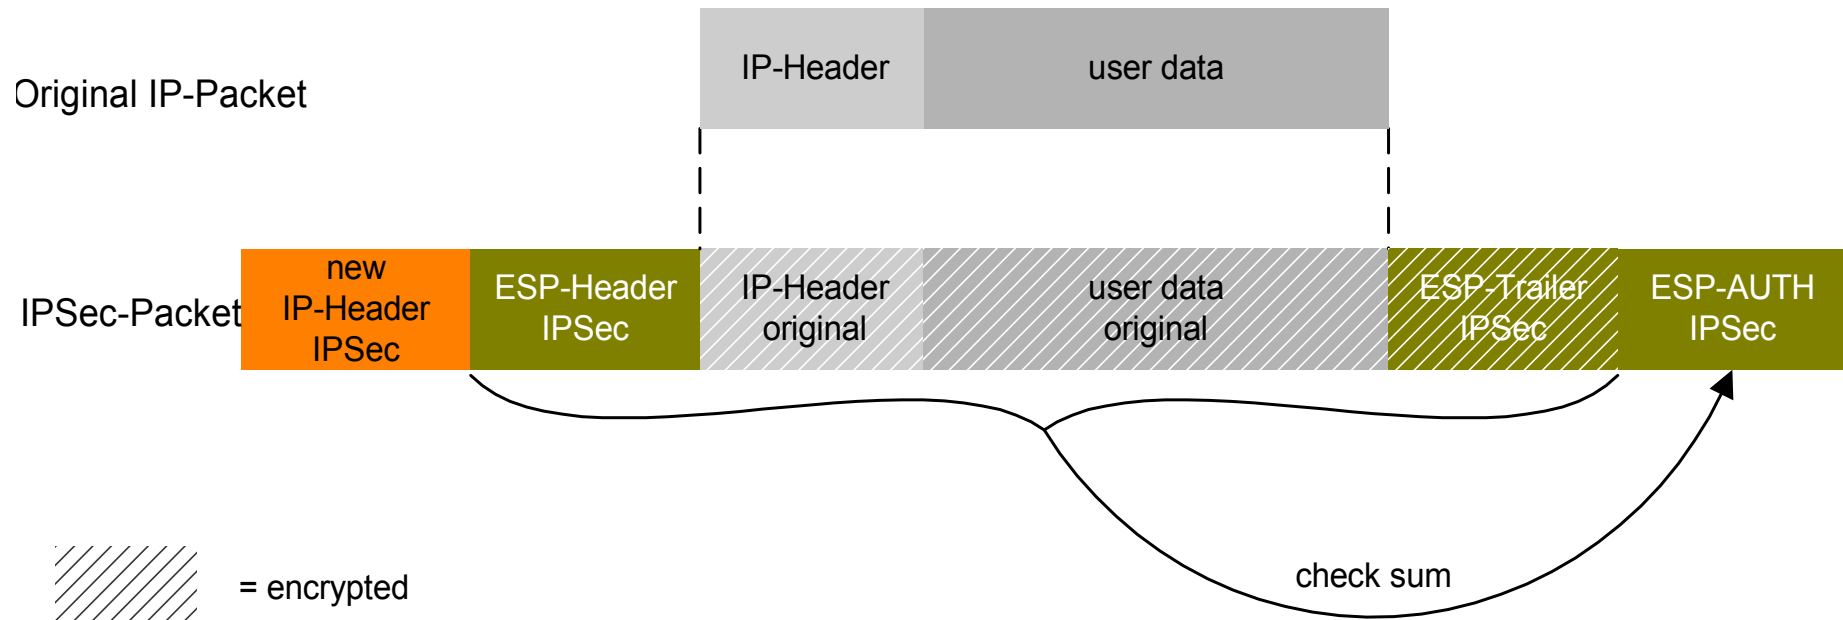 Original IP-Packet
IP-Header
user data
IPSec-Packet
new
IP-Header
IPSec
ESP-Header
IPSec
IP-Header
original
user data
original
ESP-Trailer
IPSec
ESP-AUTH
IPSec
check sum
= encrypted